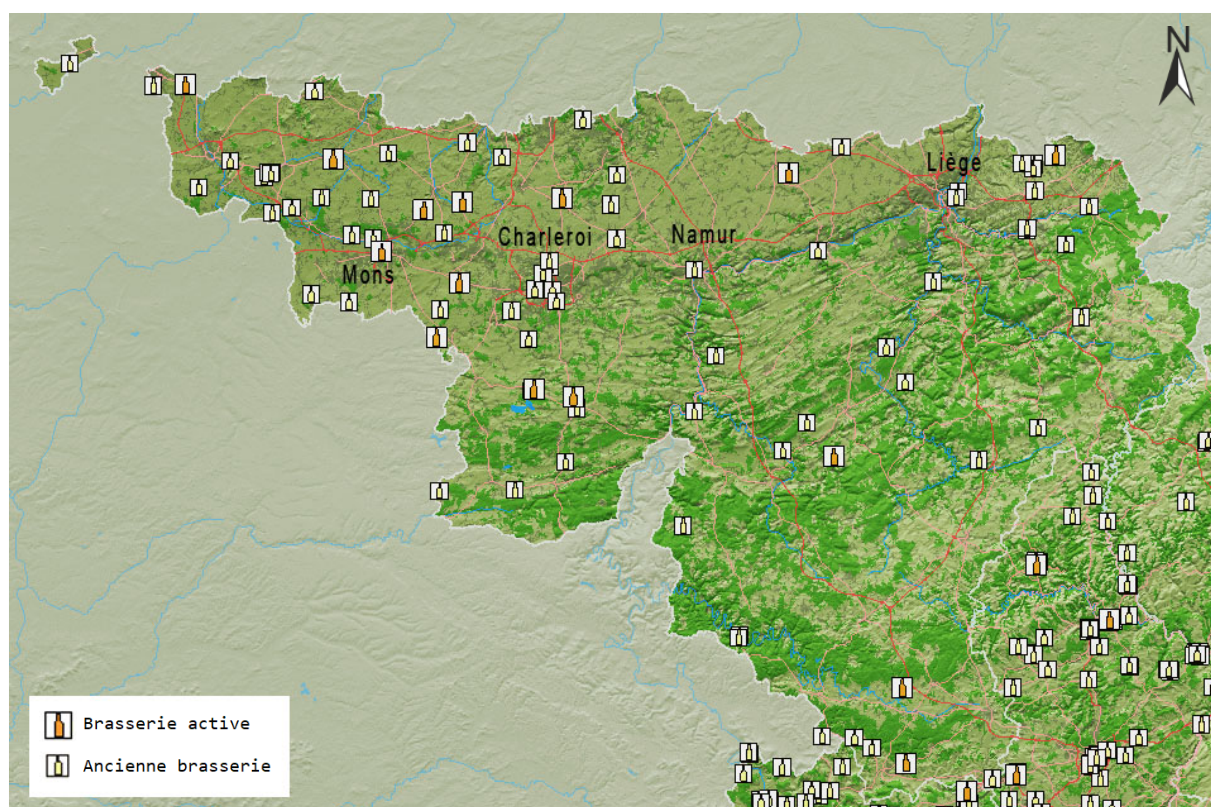 N
Liège
Charleroi
Namur
Mons
Brasserie active
Ancienne brasserie